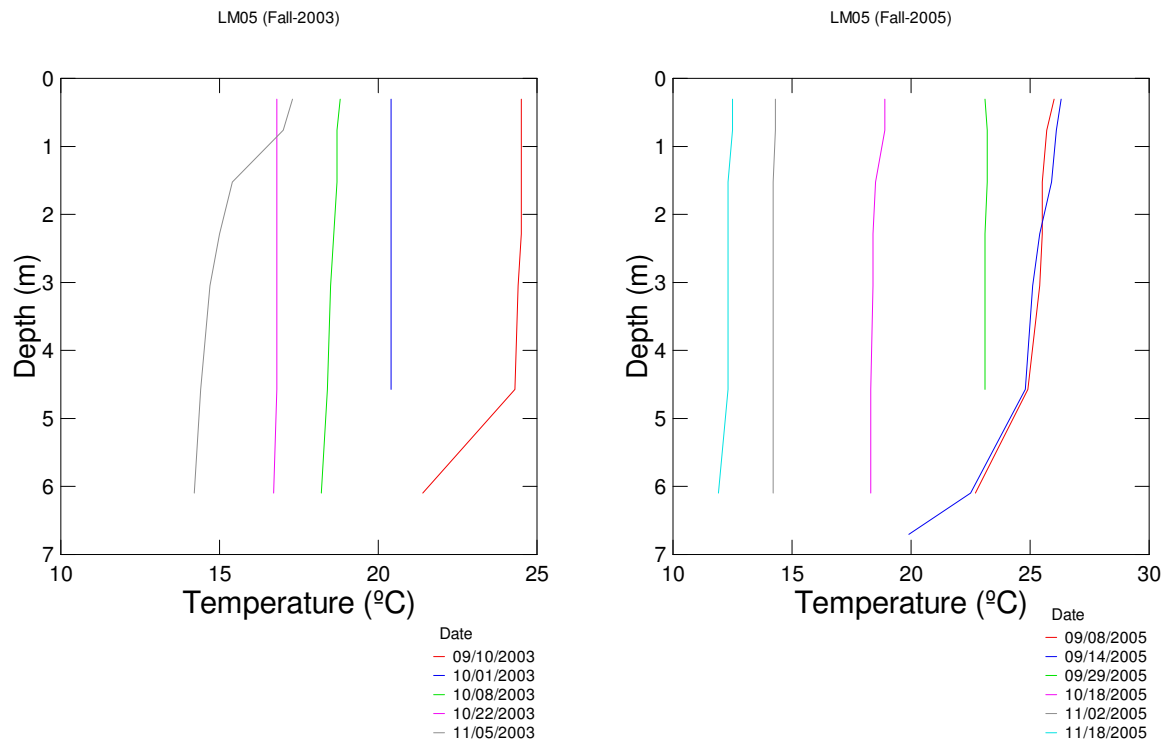 LM05 (Fall-2003)
0
1
2
3
4
5
6
7
Depth (m)
10 15 20 25
Temperature (ºC)
Date
09/10/2003
10/01/2003
10/08/2003
10/22/2003
11/05/2003
LM05 (Fall-2005)
0
1
2
3
4
5
6
7
Depth (m)
10 15 20 25 30
Temperature (ºC)
Date
09/08/2005
09/14/2005
09/29/2005
10/18/2005
11/02/2005
11/18/2005